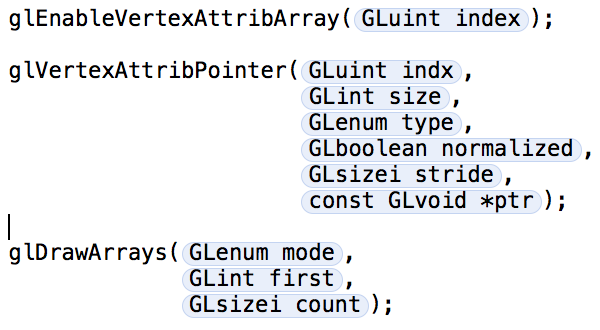 glEnableVertexAttribArray(GLuint index);
glVertexAttribPointer(GLuint indx,
GLint size,
GLenum type,
GLboolean normalized,
GLsizei stride,
const GLvoid *ptr);
glDrawArrays(GLenum mode,
GLint first,
GLsizei count);